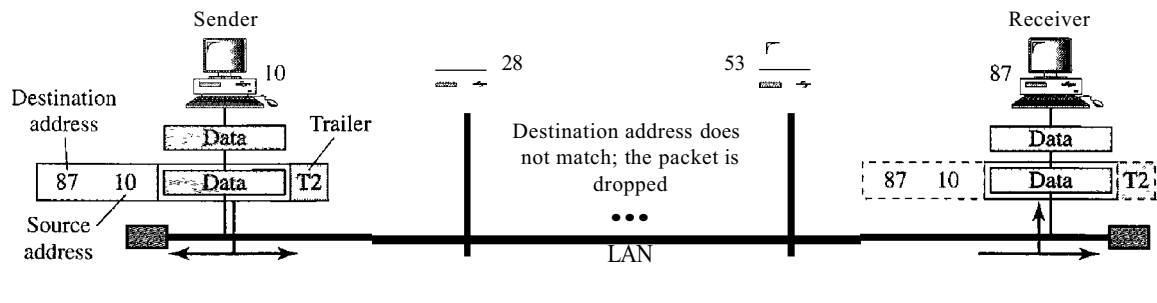 Sender
Receiver
10
28
53
87
Destination
address
Trailer
Data
Destination address does
not match; the packet is
dropped
Data
87 10 Data T2
87 10 Data T2
Source
address
•••
LAN